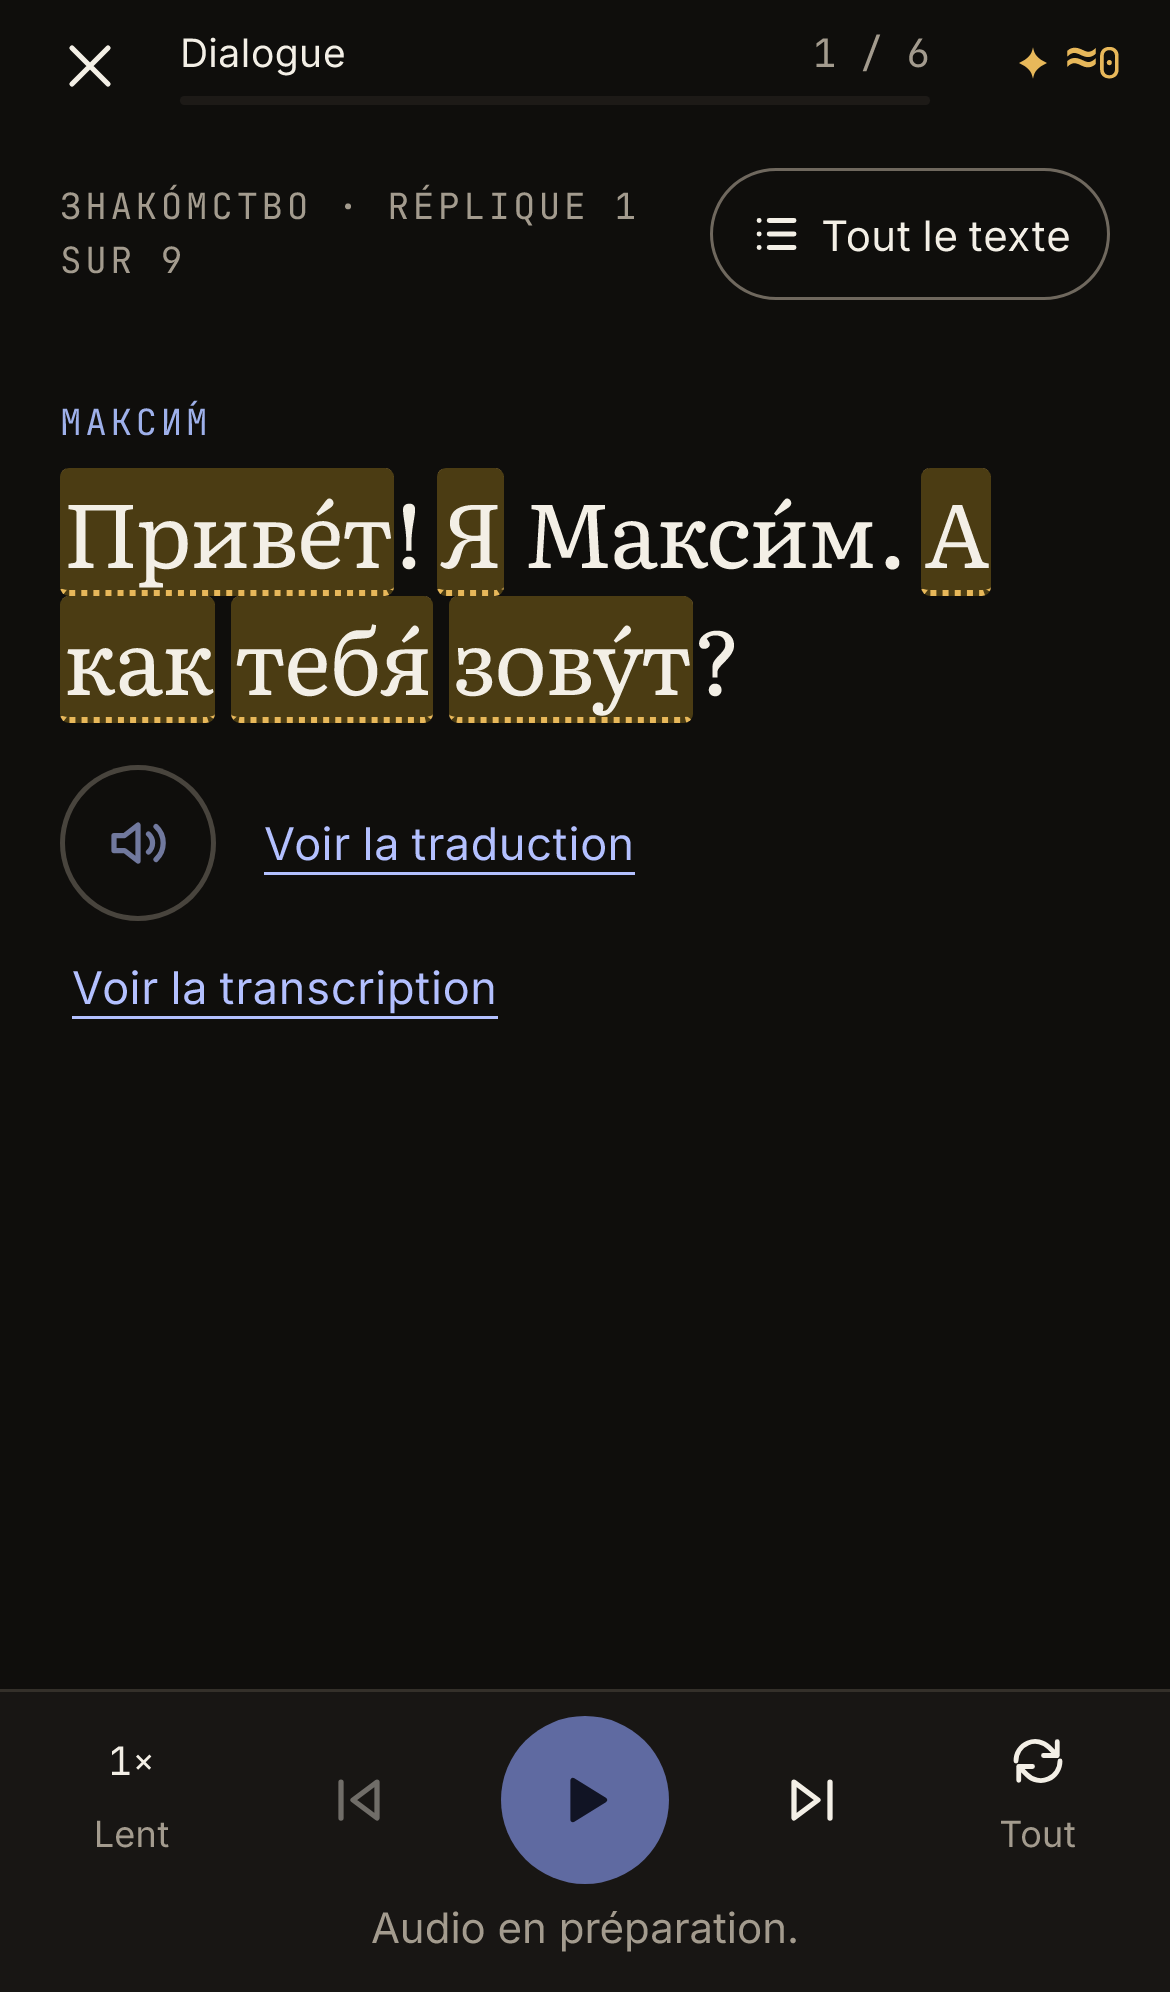 Dialogue 1 / 6 ✦ ≈0
ЗНАКО́МСТВО · RÉPLIQUE 1
SUR 9
Tout le texte
МАКСИ́М
Приве́т! Я Макси́м. А
как тебя́ зову́т?
Voir la traduction
Voir la transcription
1×
Lent
Tout
Audio en préparation.